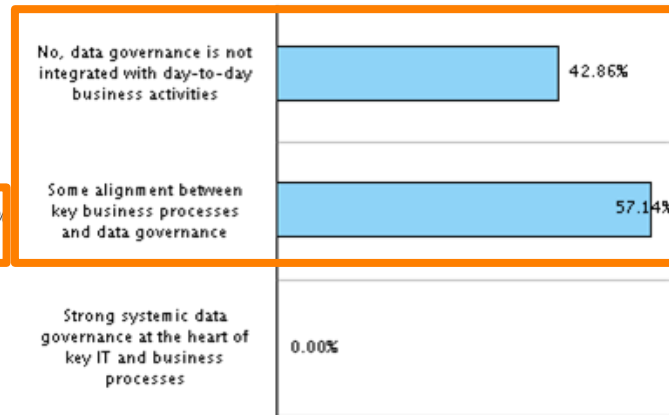 No, data governance is not
integrated with day-to-day
business activities
42.86%
Some alignment between
key business processes
and data governance
57.14%
Strong systemic data
governance at the heart of
key IT and business
processes
0.00%